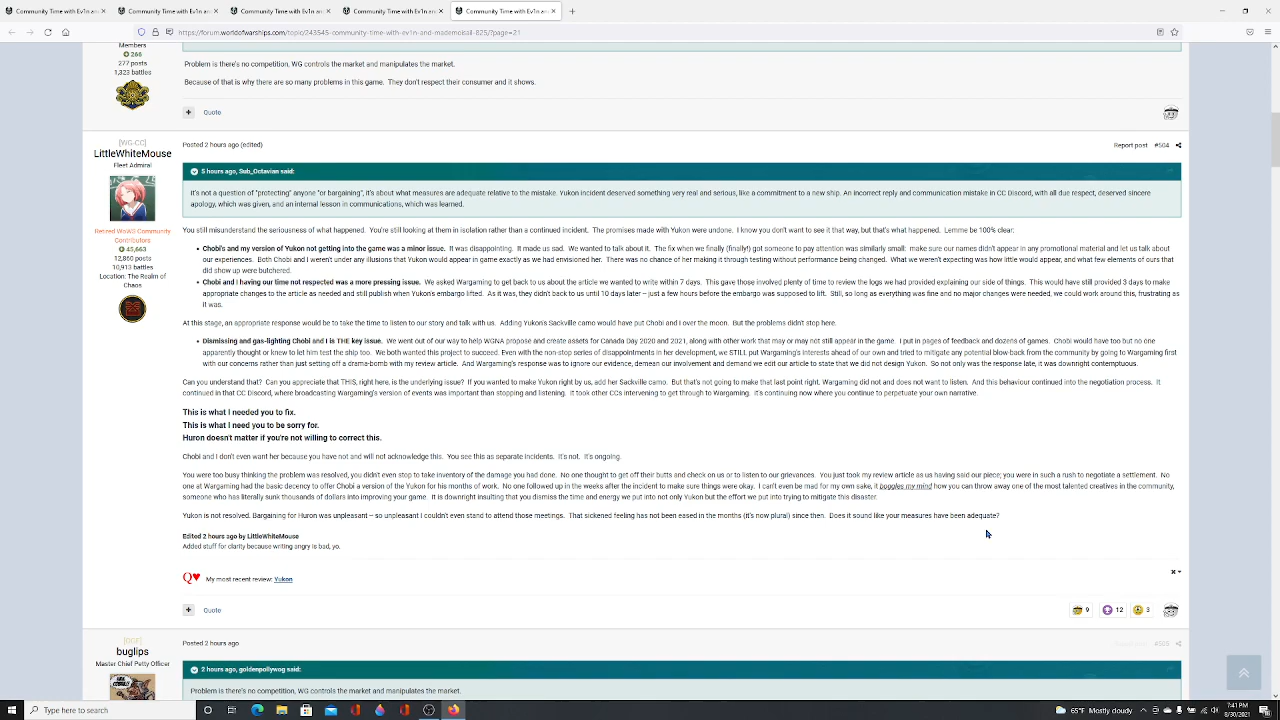 Community Time with Ev1n an
Community Time with Ev1n an
Community Time with Ev1n an
Community Time with Ev1n an
Community Time with Ev1n and
https://forum.worldofwarships.com/topic/243545-community-time-with-ev1n-and-mademoisail-825/?page=21
Members
266
277 posts
1,323 battles
Problem is there's no competition, WG controls the market and manipulates the market.
Because of that is why there are so many problems in this game. They don't respect their consumer and it shows.
Quote
[WG-CC]
LittleWhiteMouse
Fleet Admiral
Retired WoWS Community
Contributors
45,663
12,860 posts
10,913 battles
Location: The Realm of
Chaos
Posted 2 hours ago (edited)
Report post #504
5 hours ago, Sub_Octavian said:
It's not a question of "protecting" anyone "or bargaining", it's about what measures are adequate relative to the mistake. Yukon incident deserved something very real and serious, like a commitment to a new ship. An incorrect reply and communication mistake in CC Discord, with all due respect, deserved sincere
apology, which was given, and an internal lesson in communications, which was learned.
You still misunderstand the seriousness of what happened. You're still looking at them in isolation rather than a continued incident. The promises made with Yukon were undone. I know you don't want to see it that way, but that's what happened. Lemme be 100% clear:
Chobi's and my version of Yukon not getting into the game was a minor issue. It was disappointing. It made us sad. We wanted to talk about it. The fix when we finally (finally!) got someone to pay attention was similarly small: make sure our names didn't appear in any promotional material and let us talk about
our experiences. Both Chobi and I weren't under any illusions that Yukon would appear in game exactly as we had envisioned her. There was no chance of her making it through testing without performance being changed. What we weren't expecting was how little would appear, and what few elements of ours that
did show up were butchered.
Chobi and I having our time not respected was a more pressing issue. We asked Wargaming to get back to us about the article we wanted to write within 7 days. This gave those involved plenty of time to review the logs we had provided explaining our side of things. This would have still provided 3 days to make
appropriate changes to the article as needed and still publish when Yukon's embargo lifted. As it was, they didn't back to us until 10 days later -- just a few hours before the embargo was supposed to lift. Still, so long as everything was fine and no major changes were needed, we could work around this, frustrating as
it was.
At this stage, an appropriate response would be to take the time to listen to our story and talk with us. Adding Yukon's Sackville camo would have put Chobi and I over the moon. But the problems didn't stop here.
Dismissing and gas-lighting Chobi and I is THE key issue. We went out of our way to help WGNA propose and create assets for Canada Day 2020 and 2021, along with other work that may or may not still appear in the game. I put in pages of feedback and dozens of games. Chobi would have too but no one
apparently thought or knew to let him test the ship too. We both wanted this project to succeed. Even with the non-stop series of disappointments in her development, we STILL put Wargaming's interests ahead of our own and tried to mitigate any potential blow-back from the community by going to Wargaming first
with our concerns rather than just setting off a drama-bomb with my review article. And Wargaming's response was to ignore our evidence, demean our involvement and demand we edit our article to state that we did not design Yukon. So not only was the response late, it was downright contemptuous.
Can you understand that? Can you appreciate that THIS, right here, is the underlying issue? If you wanted to make Yukon right by us, add her Sackville camo. But that's not going to make that last point right. Wargaming did not and does not want to listen. And this behaviour continued into the negotiation process. It
continued in that CC Discord, where broadcasting Wargaming's version of events was important than stopping and listening. It took other CCs intervening to get through to Wargaming. It's continuing now where you continue to perpetuate your own narrative.
This is what I needed you to fix.
This is what I need you to be sorry for.
Huron doesn't matter if you're not willing to correct this.
Chobi and I don't even want her because you have not and will not acknowledge this. You see this as separate incidents. It's not. It's ongoing.
You were too busy thinking the problem was resolved, you didn't even stop to take inventory of the damage you had done. No one thought to get off their butts and check on us or to listen to our grievances. You just took my review article as us having said our piece; you were in such a rush to negotiate a settlement. No
one at Wargaming had the basic decency to offer Chobi a version of the Yukon for his months of work. No one followed up in the weeks after the incident to make sure things were okay. I can't even be mad for my own sake, it boggles my mind how you can throw away one of the most talented creatives in the community,
someone who has literally sunk thousands of dollars into improving your game. It is downright insulting that you dismiss the time and energy we put into not only Yukon but the effort we put into trying to mitigate this disaster.
Yukon is not resolved. Bargaining for Huron was unpleasant -- so unpleasant I couldn't even stand to attend those meetings. That sickened feeling has not been eased in the months (it's now plural) since then. Does it sound like your measures have been adequate?
Edited 2 hours ago by LittleWhiteMouse
Added stuff for clarity because writing angry is bad, yo.
Q♥ My most recent review: Yukon
Quote
9 12 3
buglips
Master Chief Petty Officer
Posted 2 hours ago
#505
2 hours ago, goldenpollywog said:
Problem is there's no competition, WG controls the market and manipulates the market.
Type here to search
65°F Mostly cloudy
7:41 PM
8/30/2021